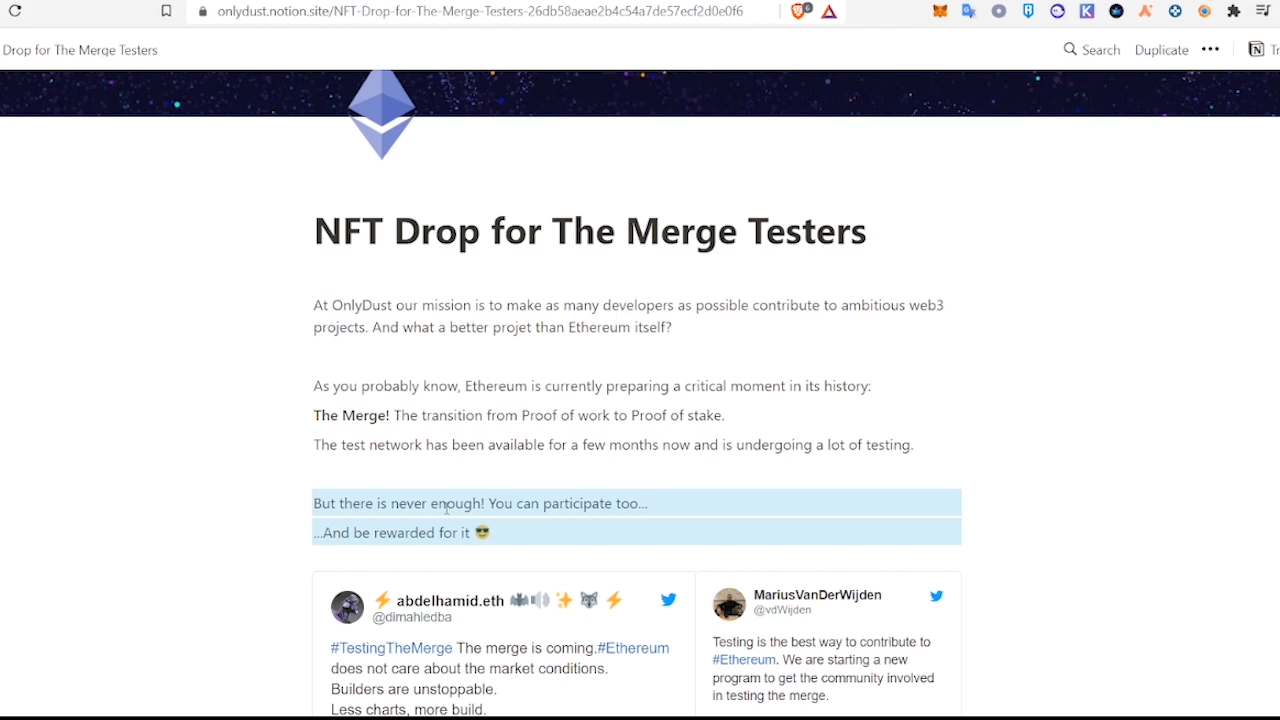 onlydust.notion.site/NFT-Drop-for-The-Merge-Testers-26db58aeae2b4c54a7de57ecf2d0e0f6
6
Drop for The Merge Testers
Search
Duplicate
•••
NFT Drop for The Merge Testers
At OnlyDust our mission is to make as many developers as possible contribute to ambitious web3
projects. And what a better projet than Ethereum itself?
As you probably know, Ethereum is currently preparing a critical moment in its history:
The Merge! The transition from Proof of work to Proof of stake.
The test network has been available for a few months now and is undergoing a lot of testing.
But there is never enough! You can participate too...
...And be rewarded for it 😎
⚡ abdelhamid.eth 🦇🔊 ✨ 🐺 ⚡
@dimahledba
#TestingTheMerge The merge is coming.#Ethereum
does not care about the market conditions.
Builders are unstoppable.
Less charts, more build.
MariusVanDerWijden
@vdWijden
Testing is the best way to contribute to
#Ethereum. We are starting a new
program to get the community involved
in testing the merge.